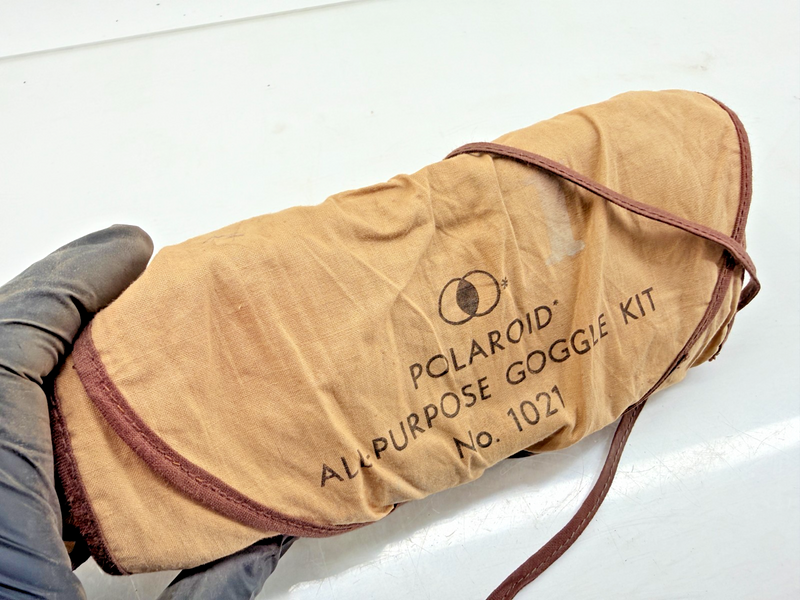 POLAROID*
ALL-PURPOSE GOGGLE KIT
No. 1021